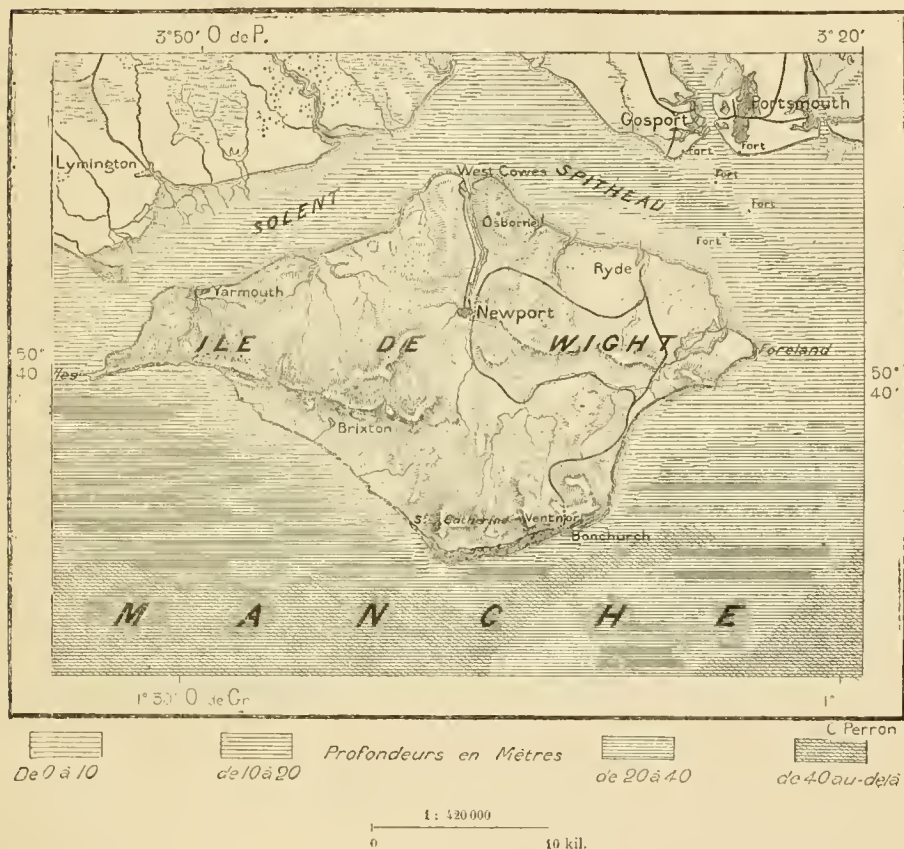 3°50' O de P.
3°20'
Gosport
Portsmouth
Fort
Fort
Lymington
West Cowes
SPITHEAD
Fort
SOLENT
Osborne
Fort
Fort
Ryde
Yarmouth
Newport
ILE DE WIGHT
Foreland
50°
40
50°
40'
Brixton
St Catherine
Ventnor
Bonchurch
MANCHE
1°30' O de Gr.
1°
C Perron
Profondeurs en Mètres
De 0 à 10
de 10 à 20
de 20 à 40
de 40 au-delà
1 : 420 000
0
10 kil.